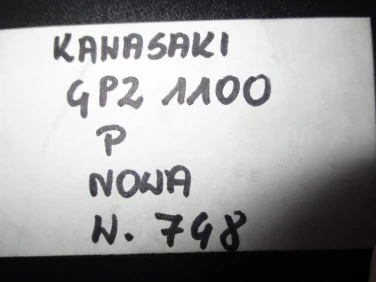 KAWASAKI
GPZ 1100
P
NOWA
N. 748